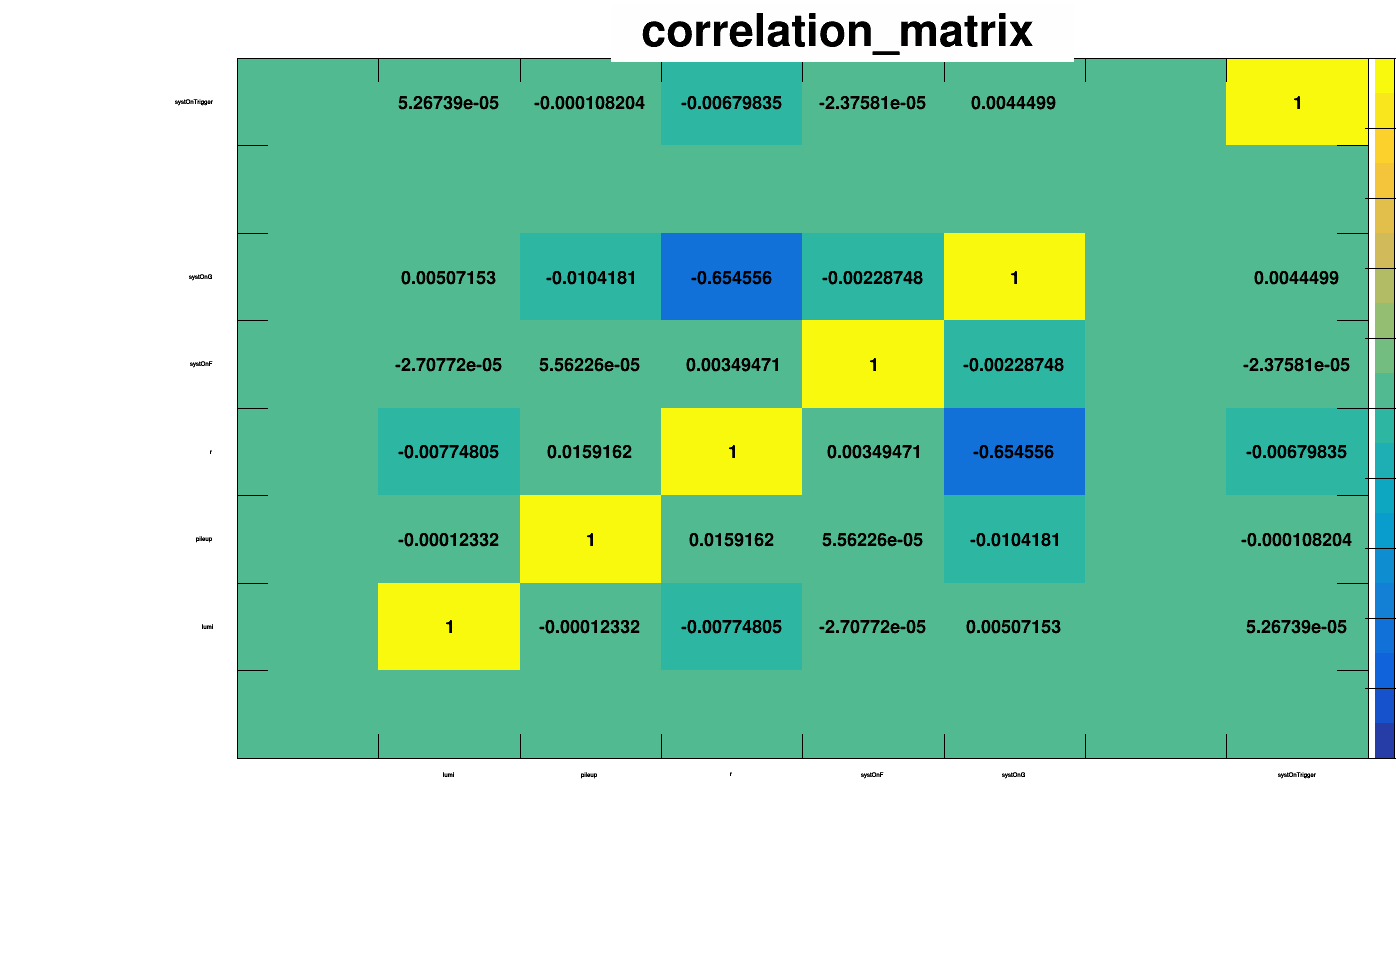 correlation_matrix
systOnTrigger 5.26739e-05 -0.000108204 -0.00679835 -2.37581e-05 0.0044499 1
systOnG 0.00507153 -0.0104181 -0.654556 -0.00228748 1 0.0044499
systOnF -2.70772e-05 5.56226e-05 0.00349471 1 -0.00228748 -2.37581e-05
r -0.00774805 0.0159162 1 0.00349471 -0.654556 -0.00679835
pileup -0.00012332 1 0.0159162 5.56226e-05 -0.0104181 -0.000108204
lumi 1 -0.00012332 -0.00774805 -2.70772e-05 0.00507153 5.26739e-05
lumi pileup r systOnF systOnG systOnTrigger